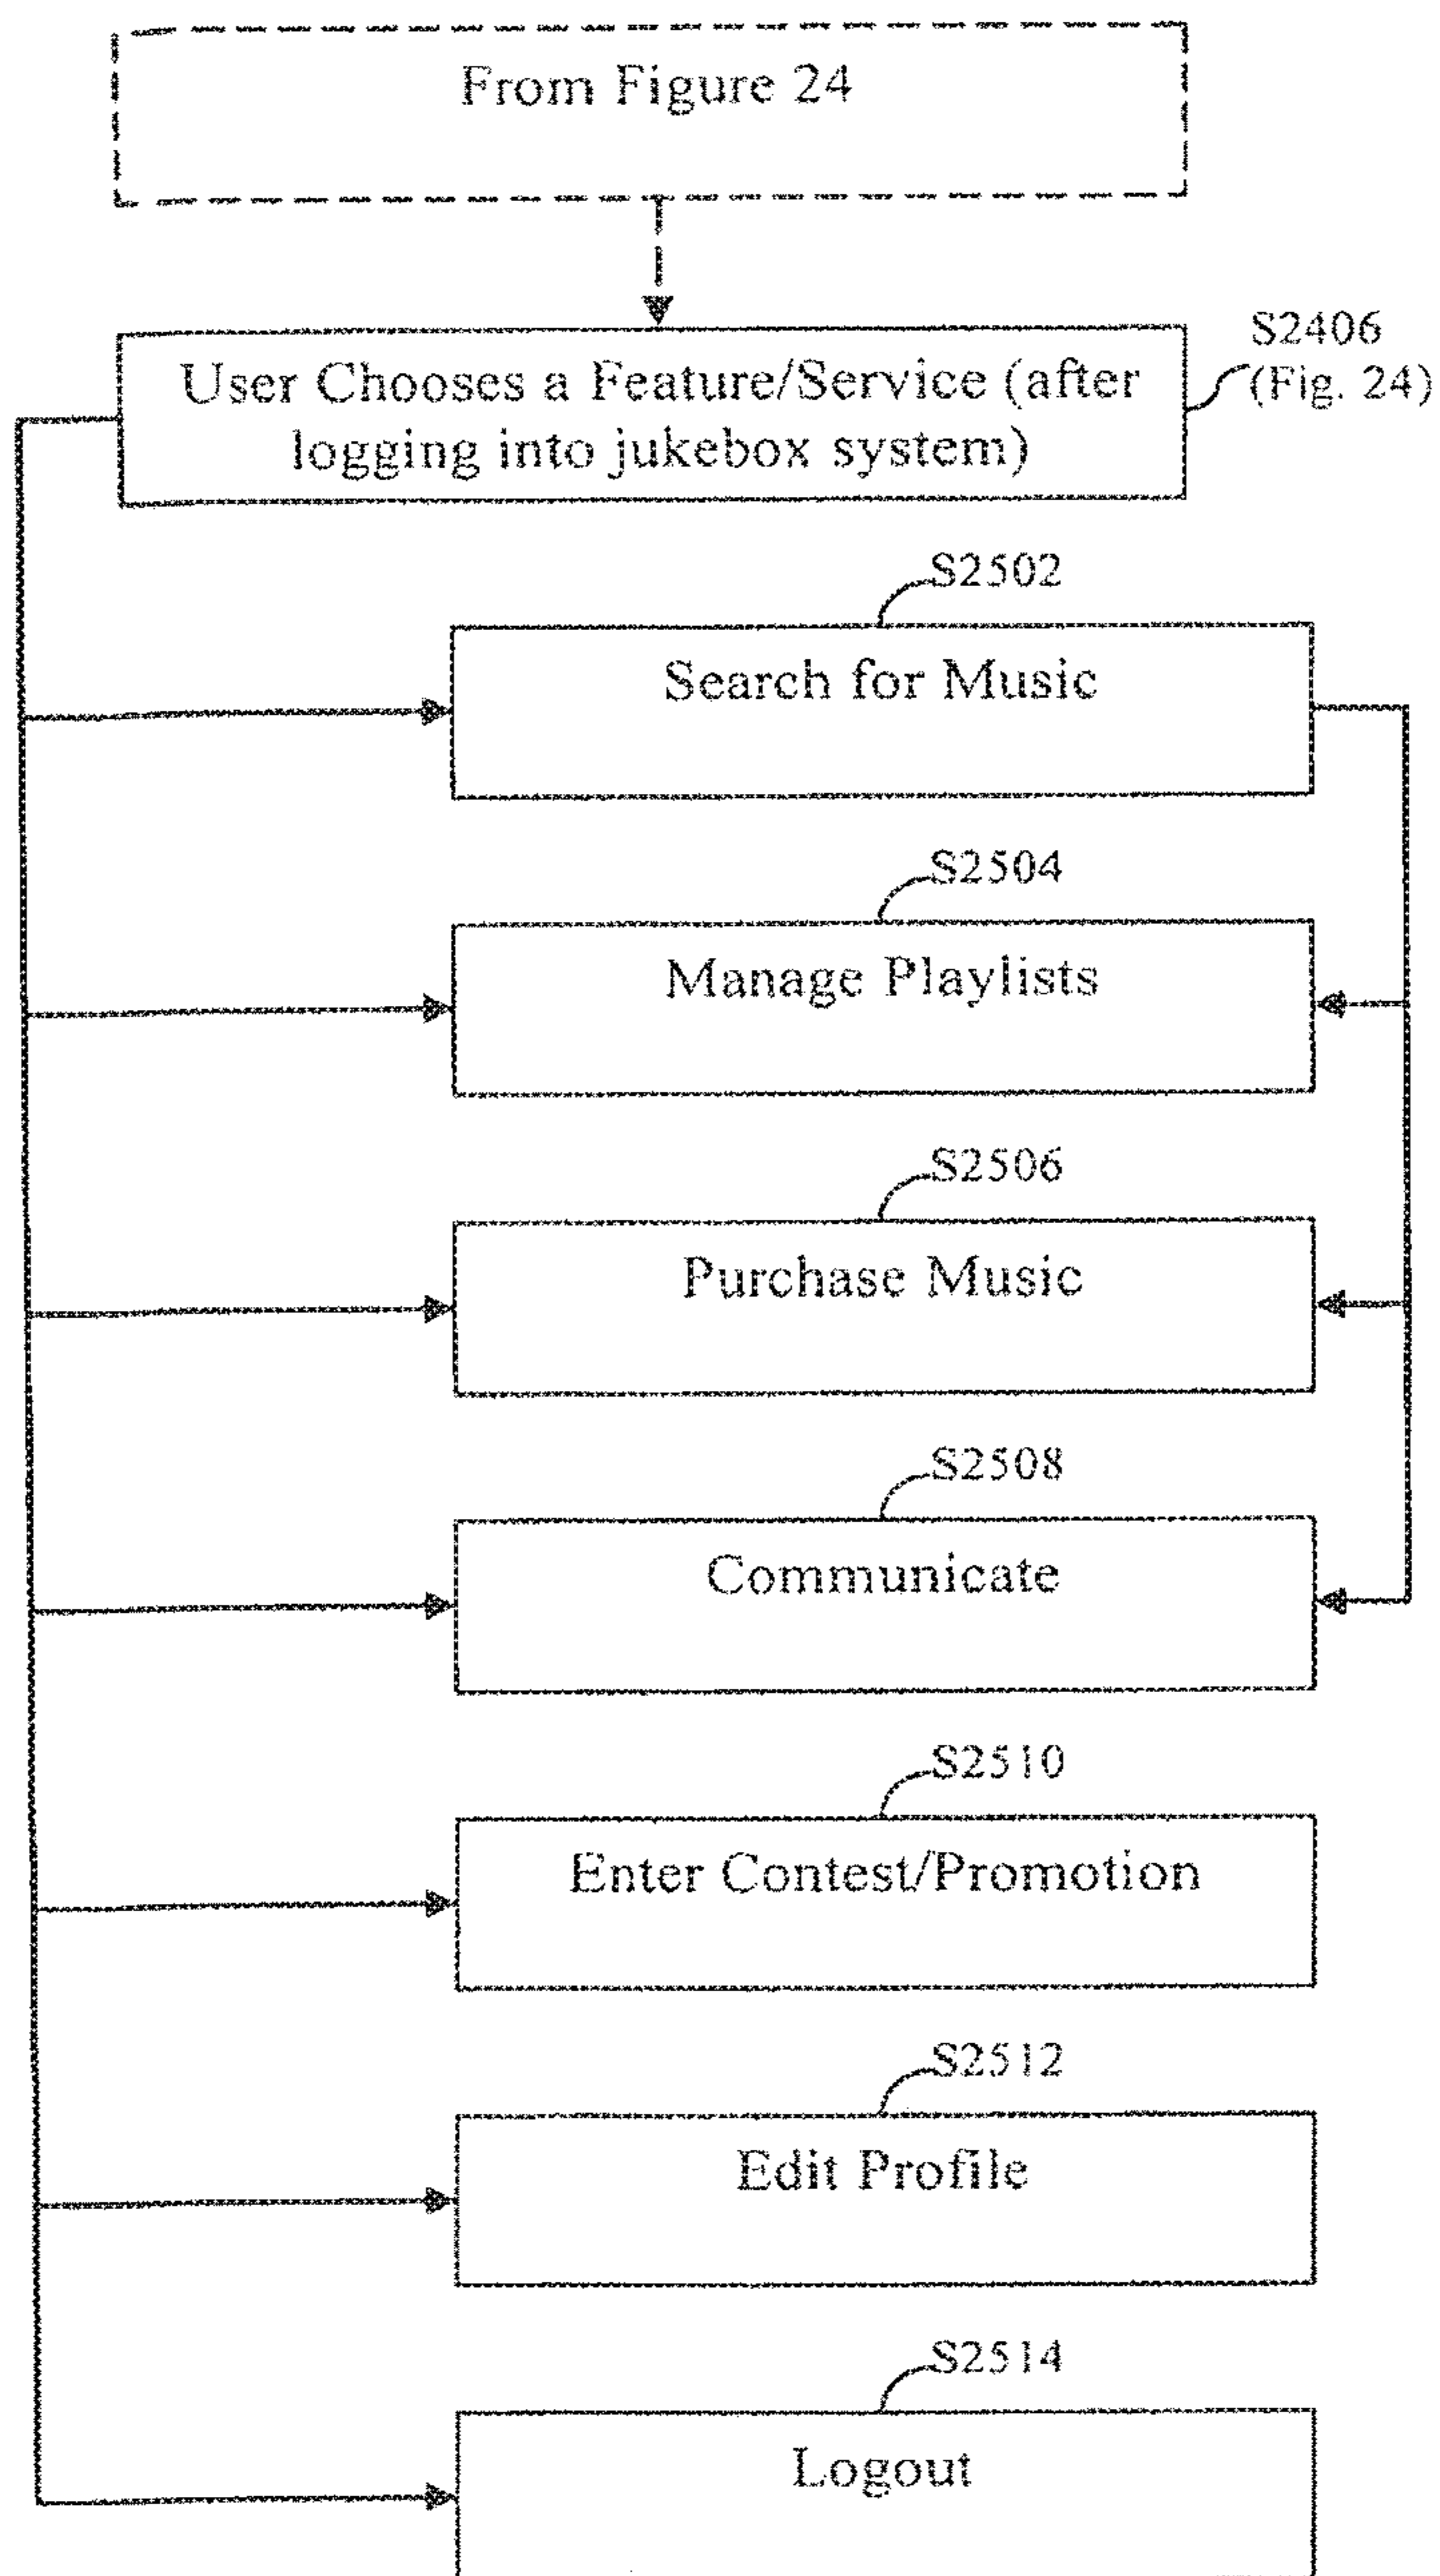 From Figure 24
User Chooses a Feature/Service (after
logging into jukebox system)
S2406
(Fig. 24)
S2502
Search for Music
S2504
Manage Playlists
S2506
Purchase Music
S2508
Communicate
S2510
Enter Contest/Promotion
S2512
Edit Profile
S2514
Logout